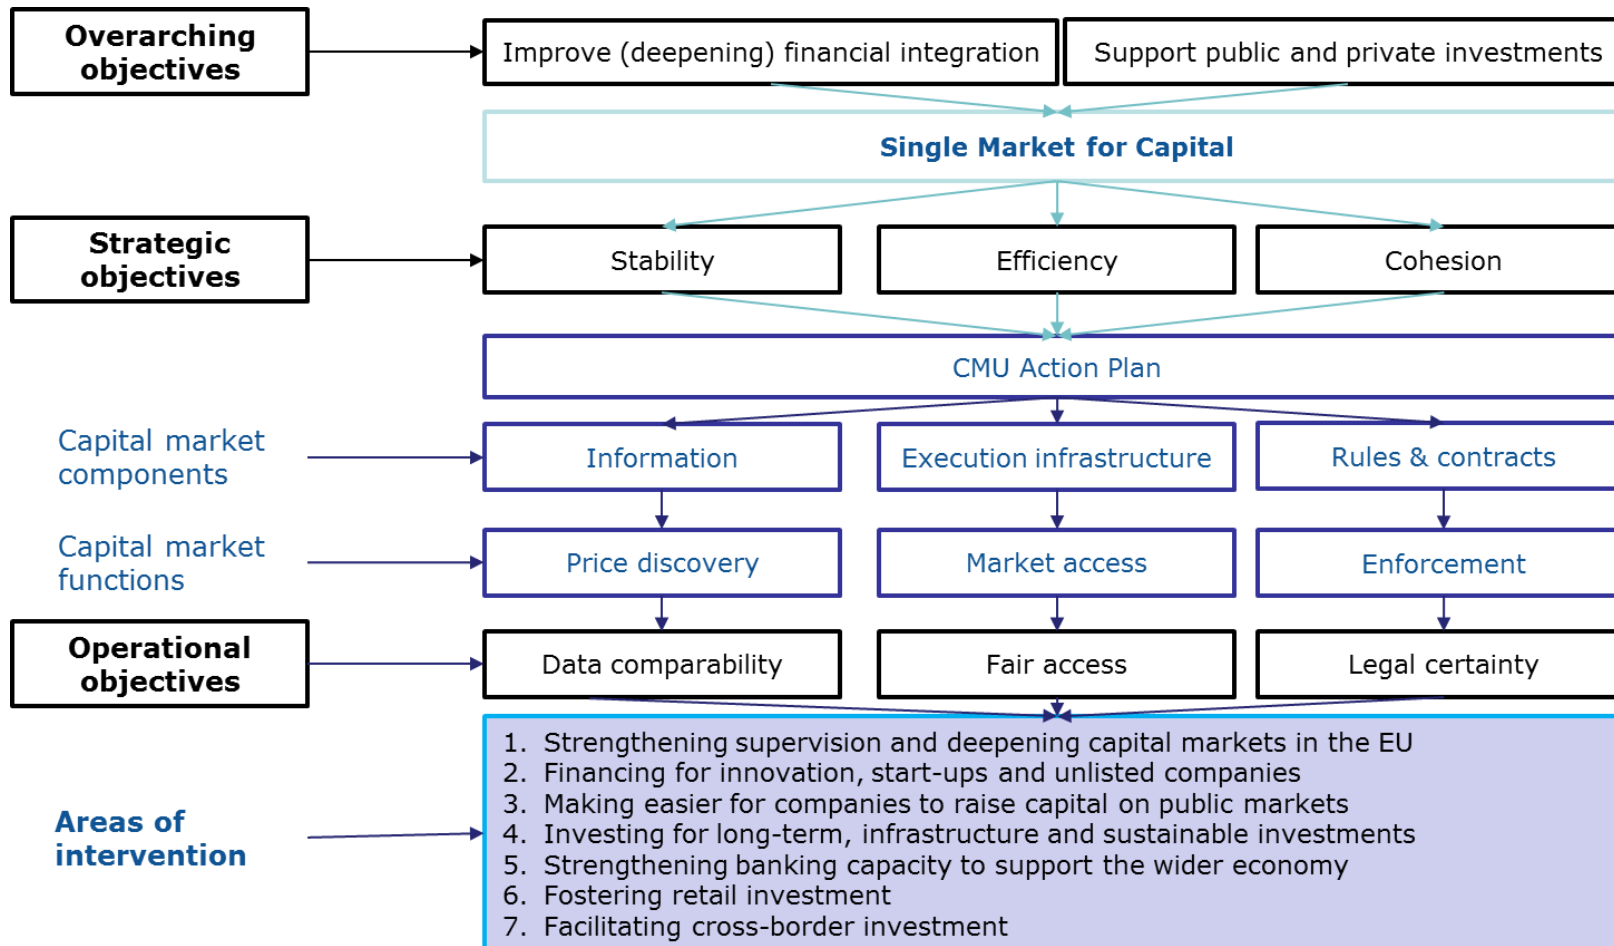 Overarching
objectives
Improve (deepening) financial integration
Support public and private investments
Single Market for Capital
Strategic
objectives
Stability
Efficiency
Cohesion
CMU Action Plan
Capital market
components
Information
Execution infrastructure
Rules & contracts
Capital market
functions
Price discovery
Market access
Enforcement
Operational
objectives
Data comparability
Fair access
Legal certainty
Areas of
intervention
1. Strengthening supervision and deepening capital markets in the EU
2. Financing for innovation, start-ups and unlisted companies
3. Making easier for companies to raise capital on public markets
4. Investing for long-term, infrastructure and sustainable investments
5. Strengthening banking capacity to support the wider economy
6. Fostering retail investment
7. Facilitating cross-border investment